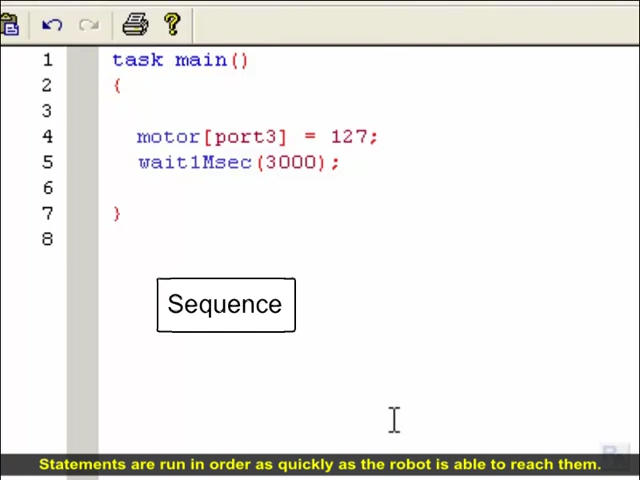 1 task main()
2 {
3
4 motor[port3] = 127;
5 wait1Msec(3000);
6
7 }
8
Sequence
Statements are run in order as quickly as the robot is able to reach them.